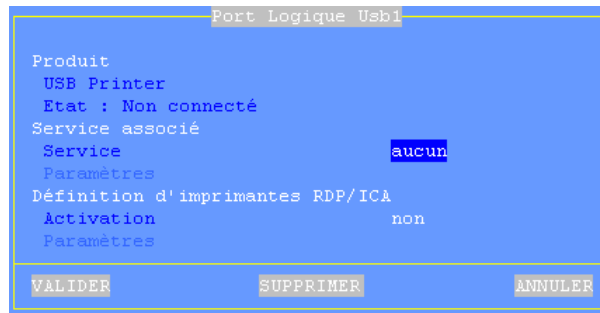 Port Logique Usb1
Produit
USB Printer
Etat : Non connecté
Service associé
Service aucun
Paramètres
Définition d'imprimantes RDP/ICA
Activation non
Paramètres
VALIDER SUPPRIMER ANNULER